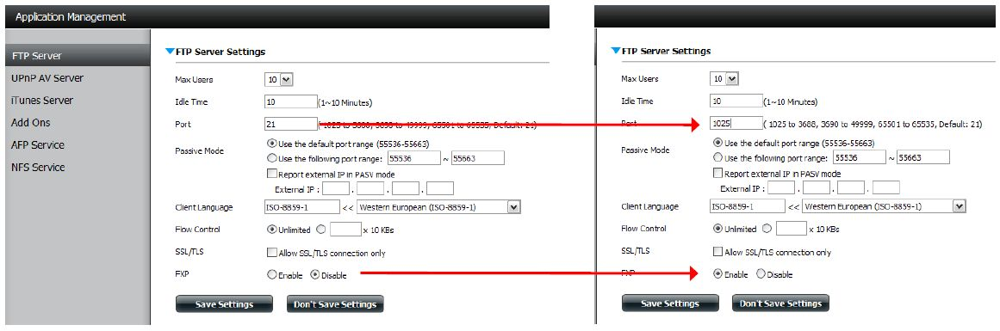 Application Management
FTP Server
UPnP AV Server
iTunes Server
Add Ons
AFP Service
NFS Service
FTP Server Settings
Max Users 10
Idle Time 10 (1~10 Minutes)
Port 21 ( 1025 to 3688, 3690 to 49999, 65501 to 65535, Default: 21)
Passive Mode Use the default port range (55536-55663)
Use the following port range: 55536 ~ 55663
Report external IP in PASV mode
External IP : . . .
Client Language ISO-8859-1 << Western European (ISO-8859-1)
Flow Control Unlimited x 10 KBs
SSL/TLS Allow SSL/TLS connection only
FXP Enable Disable
Save Settings Don't Save Settings
FTP Server Settings
Max Users 10
Idle Time 10 (1~10 Minutes)
Port 1025 ( 1025 to 3688, 3690 to 49999, 65501 to 65535, Default: 21)
Passive Mode Use the default port range (55536-55663)
Use the following port range: 55536 ~ 55663
Report external IP in PASV mode
External IP : . . .
Client Language ISO-8859-1 << Western European (ISO-8859-1)
Flow Control Unlimited x 10 KBs
SSL/TLS Allow SSL/TLS connection only
FXP Enable Disable
Save Settings Don't Save Settings